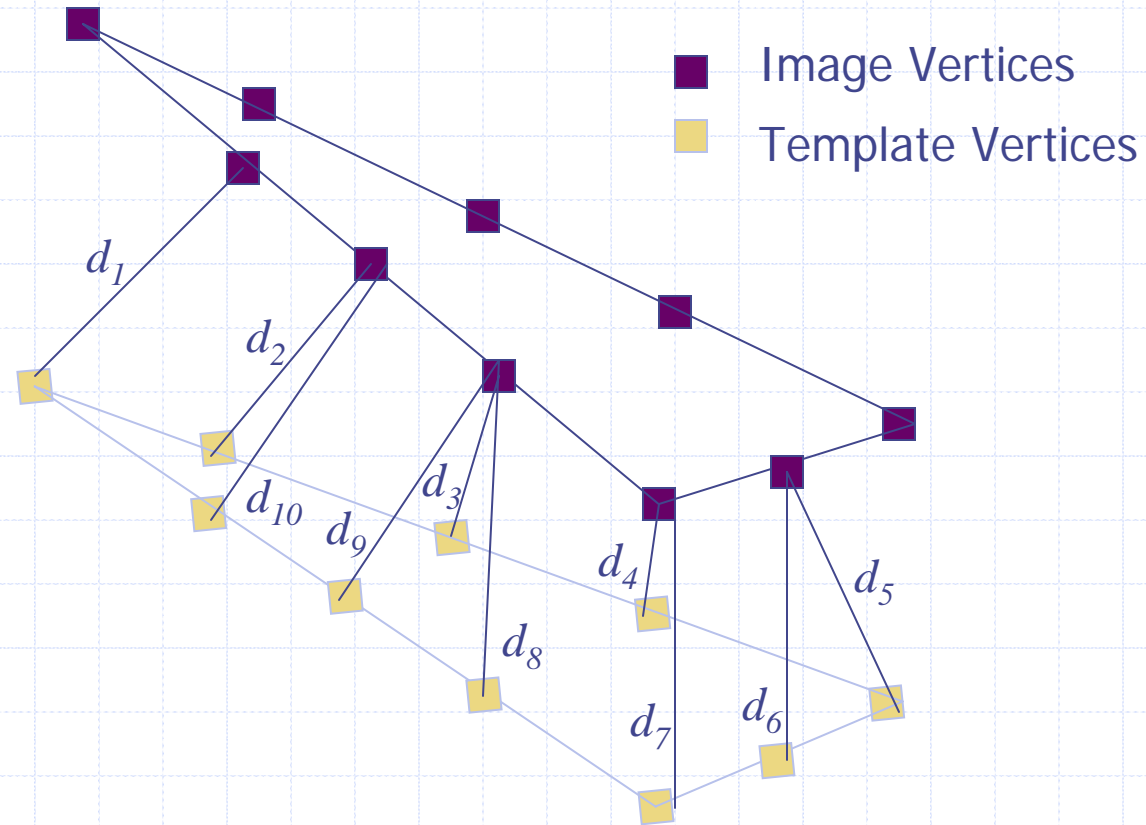 Image Vertices
Template Vertices
d1
d2
d3
d10
d9
d4
d5
d8
d6
d7